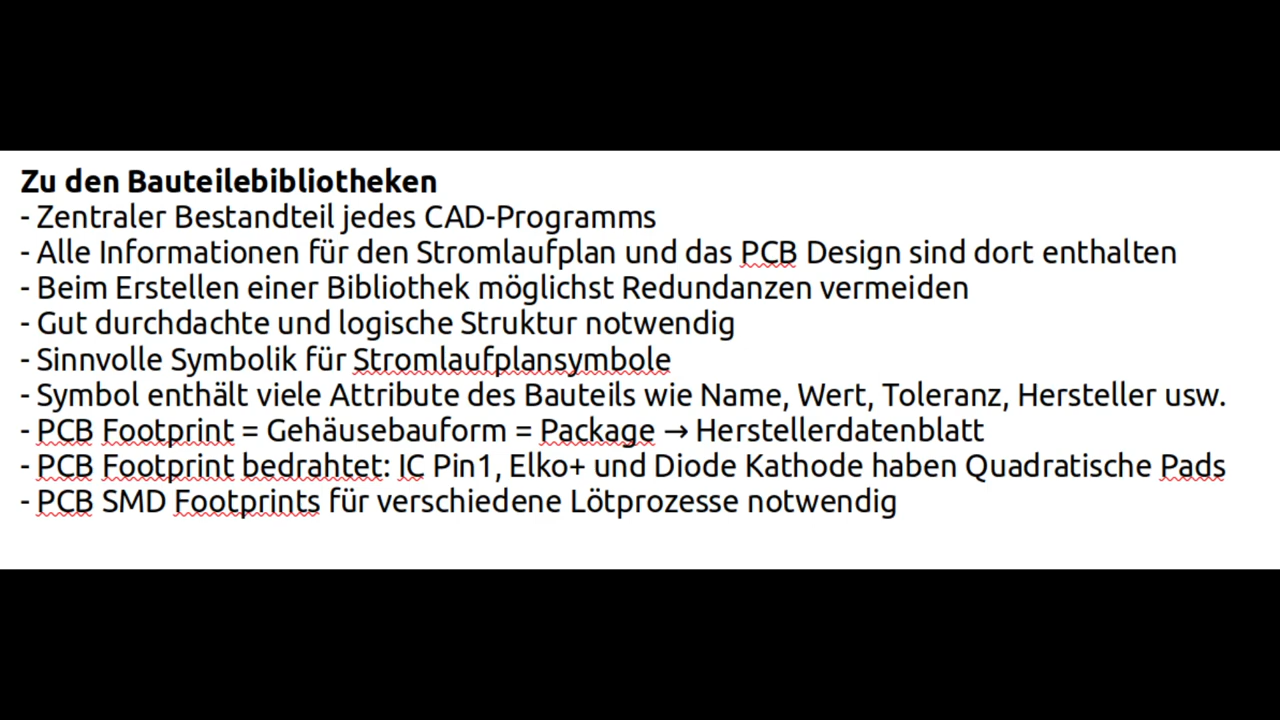 Zu den Bauteilebibliotheken
- Zentraler Bestandteil jedes CAD-Programms
- Alle Informationen für den Stromlaufplan und das PCB Design sind dort enthalten
- Beim Erstellen einer Bibliothek möglichst Redundanzen vermeiden
- Gut durchdachte und logische Struktur notwendig
- Sinnvolle Symbolik für Stromlaufplansymbole
- Symbol enthält viele Attribute des Bauteils wie Name, Wert, Toleranz, Hersteller usw.
- PCB Footprint = Gehäusebauform = Package → Herstellerdatenblatt
- PCB Footprint bedrahtet: IC Pin1, Elko+ und Diode Kathode haben Quadratische Pads
- PCB SMD Footprints für verschiedene Lötprozesse notwendig